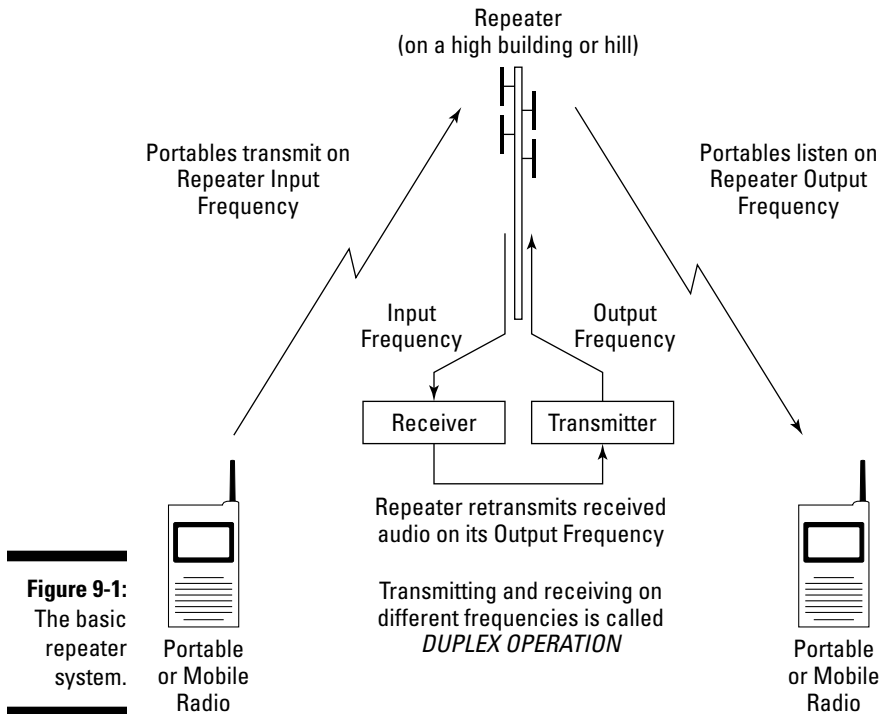 Repeater
(on a high building or hill)
Portables transmit on
Repeater Input
Frequency
Portables listen on
Repeater Output
Frequency
Input
Frequency
Output
Frequency
Receiver
Transmitter
Repeater retransmits received
audio on its Output Frequency
Transmitting and receiving on
different frequencies is called
DUPLEX OPERATION
Figure 9-1:
The basic
repeater
system.
Portable
or Mobile
Radio
Portable
or Mobile
Radio